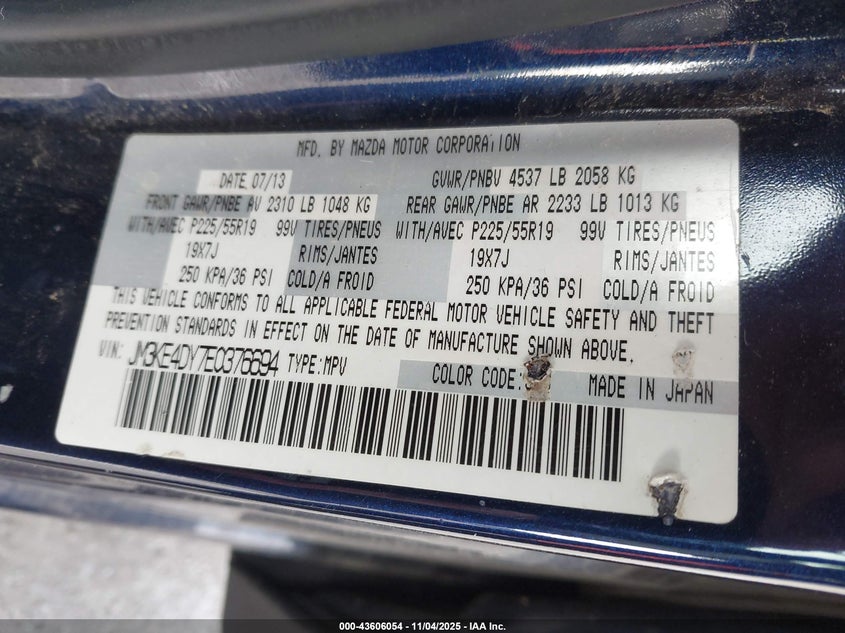 MFD. BY MAZDA MOTOR CORPORATION
DATE 07/13 GVWR/PNBV 4537 LB 2058 KG
FRONT GAWR/PNBE AV 2310 LB 1048 KG REAR GAWR/PNBE AR 2233 LB 1013 KG
WITH/AVEC P225/55R19 99V TIRES/PNEUS WITH/AVEC P225/55R19 99V TIRES/PNEUS
19X7J RIMS/JANTES 19X7J RIMS/JANTES
250 KPA/36 PSI COLD/A FROID 250 KPA/36 PSI COLD/A FROID
THIS VEHICLE CONFORMS TO ALL APPLICABLE FEDERAL MOTOR VEHICLE SAFETY AND THEFT
PREVENTION STANDARDS IN EFFECT ON THE DATE OF MANUFACTURE SHOWN ABOVE.
VIN: JM3KE4DY7E0376694 TYPE:MPV COLOR CODE: MADE IN JAPAN
000-43606054 - 11/04/2025 - IAA Inc.